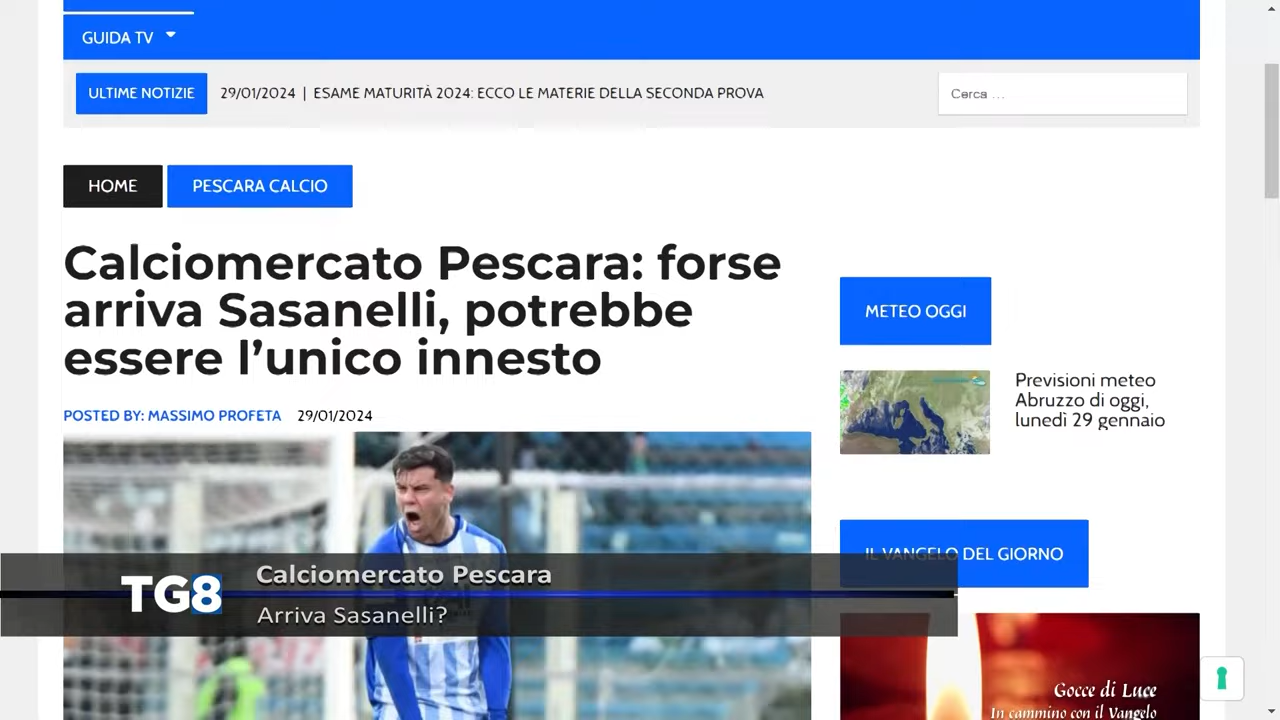 GUIDA TV
ULTIME NOTIZIE
29/01/2024 | ESAME MATURITÀ 2024: ECCO LE MATERIE DELLA SECONDA PROVA
Cerca ...
HOME
PESCARA CALCIO
Calciomercato Pescara: forse
arriva Sasanelli, potrebbe
essere l’unico innesto
POSTED BY: MASSIMO PROFETA 29/01/2024
METEO OGGI
Previsioni meteo
Abruzzo di oggi,
lunedì 29 gennaio
IL VANGELO DEL GIORNO
TG8
Calciomercato Pescara
Arriva Sasanelli?
Gocce di Luce
In cammino con il Vangelo